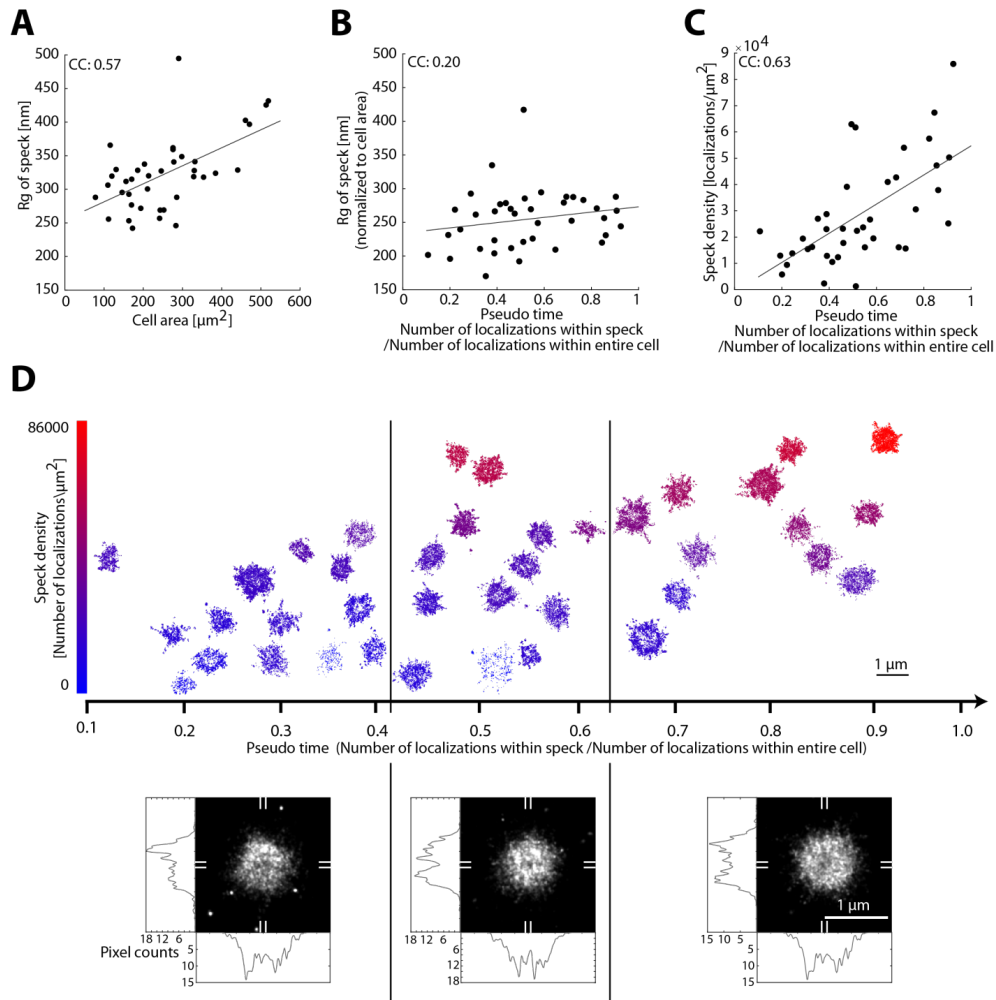 A
CC: 0.57
500
450
400
350
300
250
200
150
Rg of speck [nm]
0 100 200 300 400 500 600
Cell area [µm²]
B
CC: 0.20
500
450
400
350
300
250
200
150
Rg of speck [nm]
(normalized to cell area)
0 0.2 0.4 0.6 0.8 1
Pseudo time
Number of localizations within speck
/Number of localizations within entire cell
C
×10⁴
CC: 0.63
9
8
7
6
5
4
3
2
1
0
Speck density [localizations/µm²]
0 0.2 0.4 0.6 0.8 1
Pseudo time
Number of localizations within speck
/Number of localizations within entire cell
D
86000
0
Speck density
[Number of localizations\µm²]
1 µm
0.1 0.2 0.3 0.4 0.5 0.6 0.7 0.8 0.9 1.0
Pseudo time (Number of localizations within speck /Number of localizations within entire cell)
18 12 6
Pixel counts
5
10
15
18 12 6
6
10
14
18
1 µm
15 10 5
5
10
15